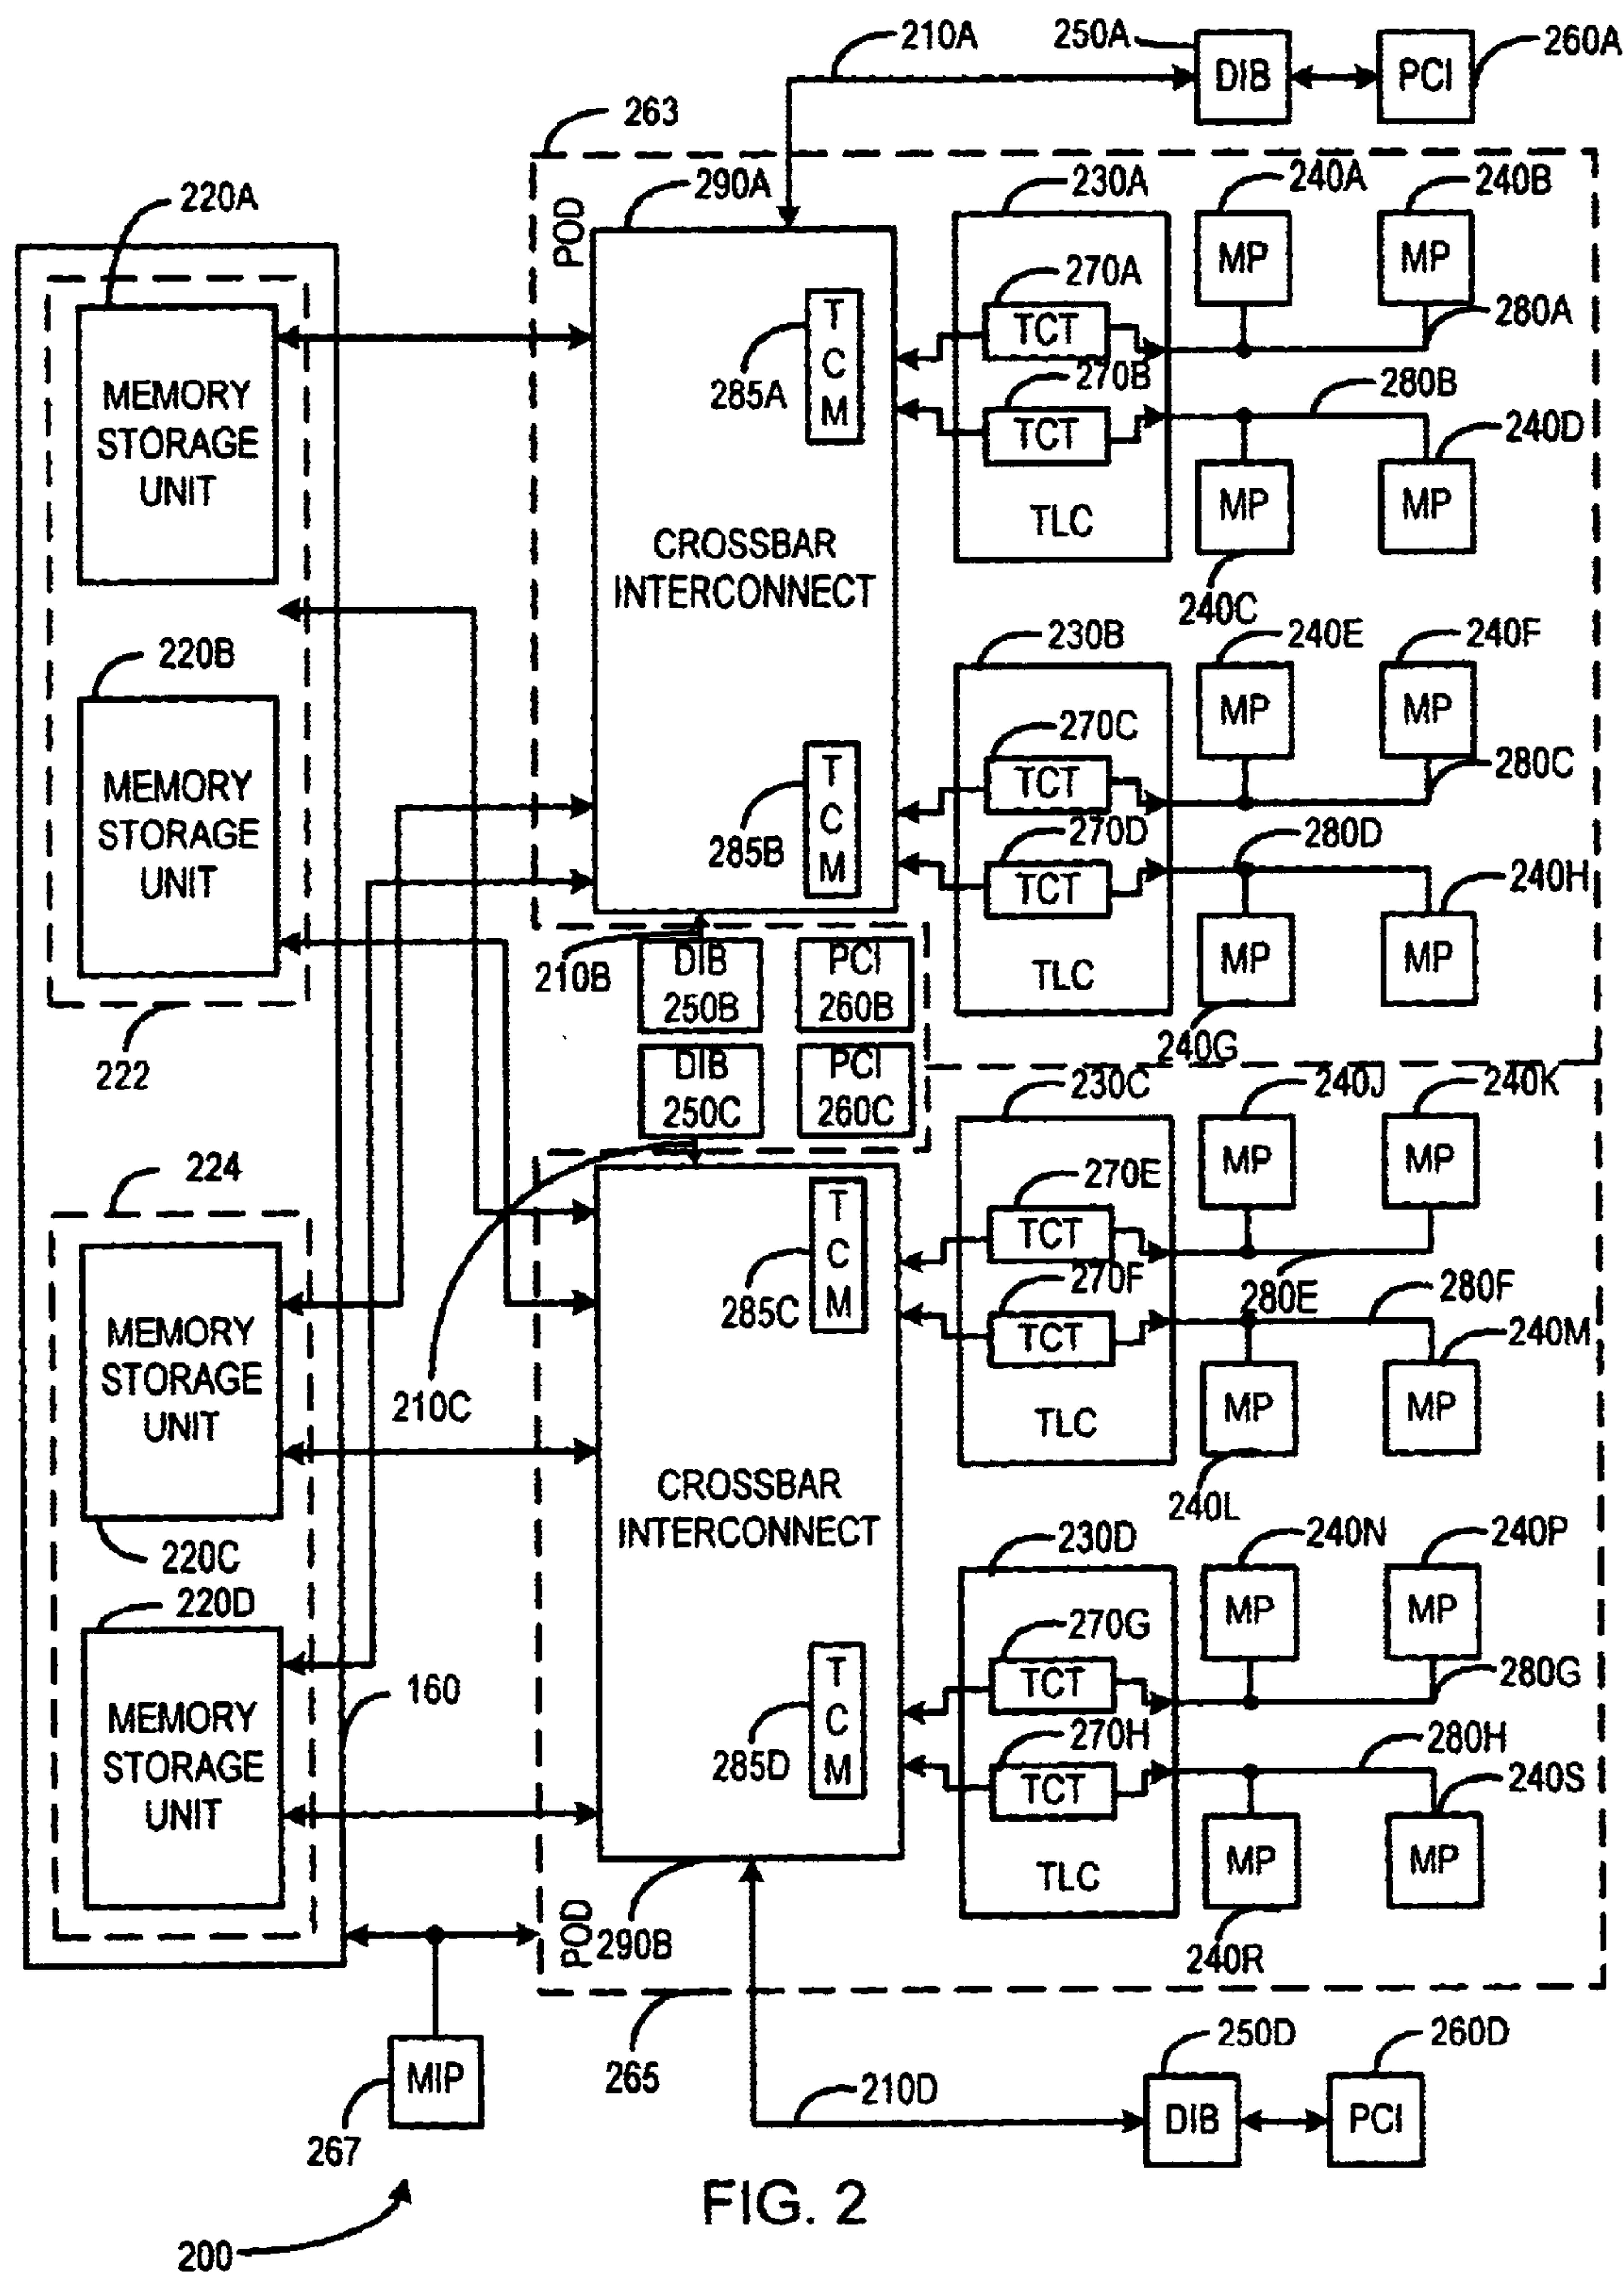 210A
250A
DIB
PCI
260A
263
POD
290A
230A
240A
240B
220A
MP
MP
270A
TCT
280A
T
C
M
285A
MEMORY
STORAGE
UNIT
270B
TCT
280B
240D
MP
MP
TLC
CROSSBAR
INTERCONNECT
240C
220B
230B
240E
240F
MP
MP
270C
TCT
280C
T
C
M
285B
MEMORY
STORAGE
UNIT
270D
TCT
280D
240H
MP
MP
TLC
210B
DIB
250B
PCI
260B
240G
222
DIB
250C
PCI
260C
230C
240J
240K
224
MP
MP
270E
TCT
T
C
M
285C
270F
TCT
280E
280F
240M
MEMORY
STORAGE
UNIT
210C
MP
MP
TLC
CROSSBAR
INTERCONNECT
240L
220C
230D
240N
240P
220D
MP
MP
270G
TCT
280G
160
T
C
M
285D
MEMORY
STORAGE
UNIT
270H
TCT
280H
240S
MP
MP
TLC
POD
290B
240R
265
MIP
267
250D
260D
210D
DIB
PCI
FIG. 2
200